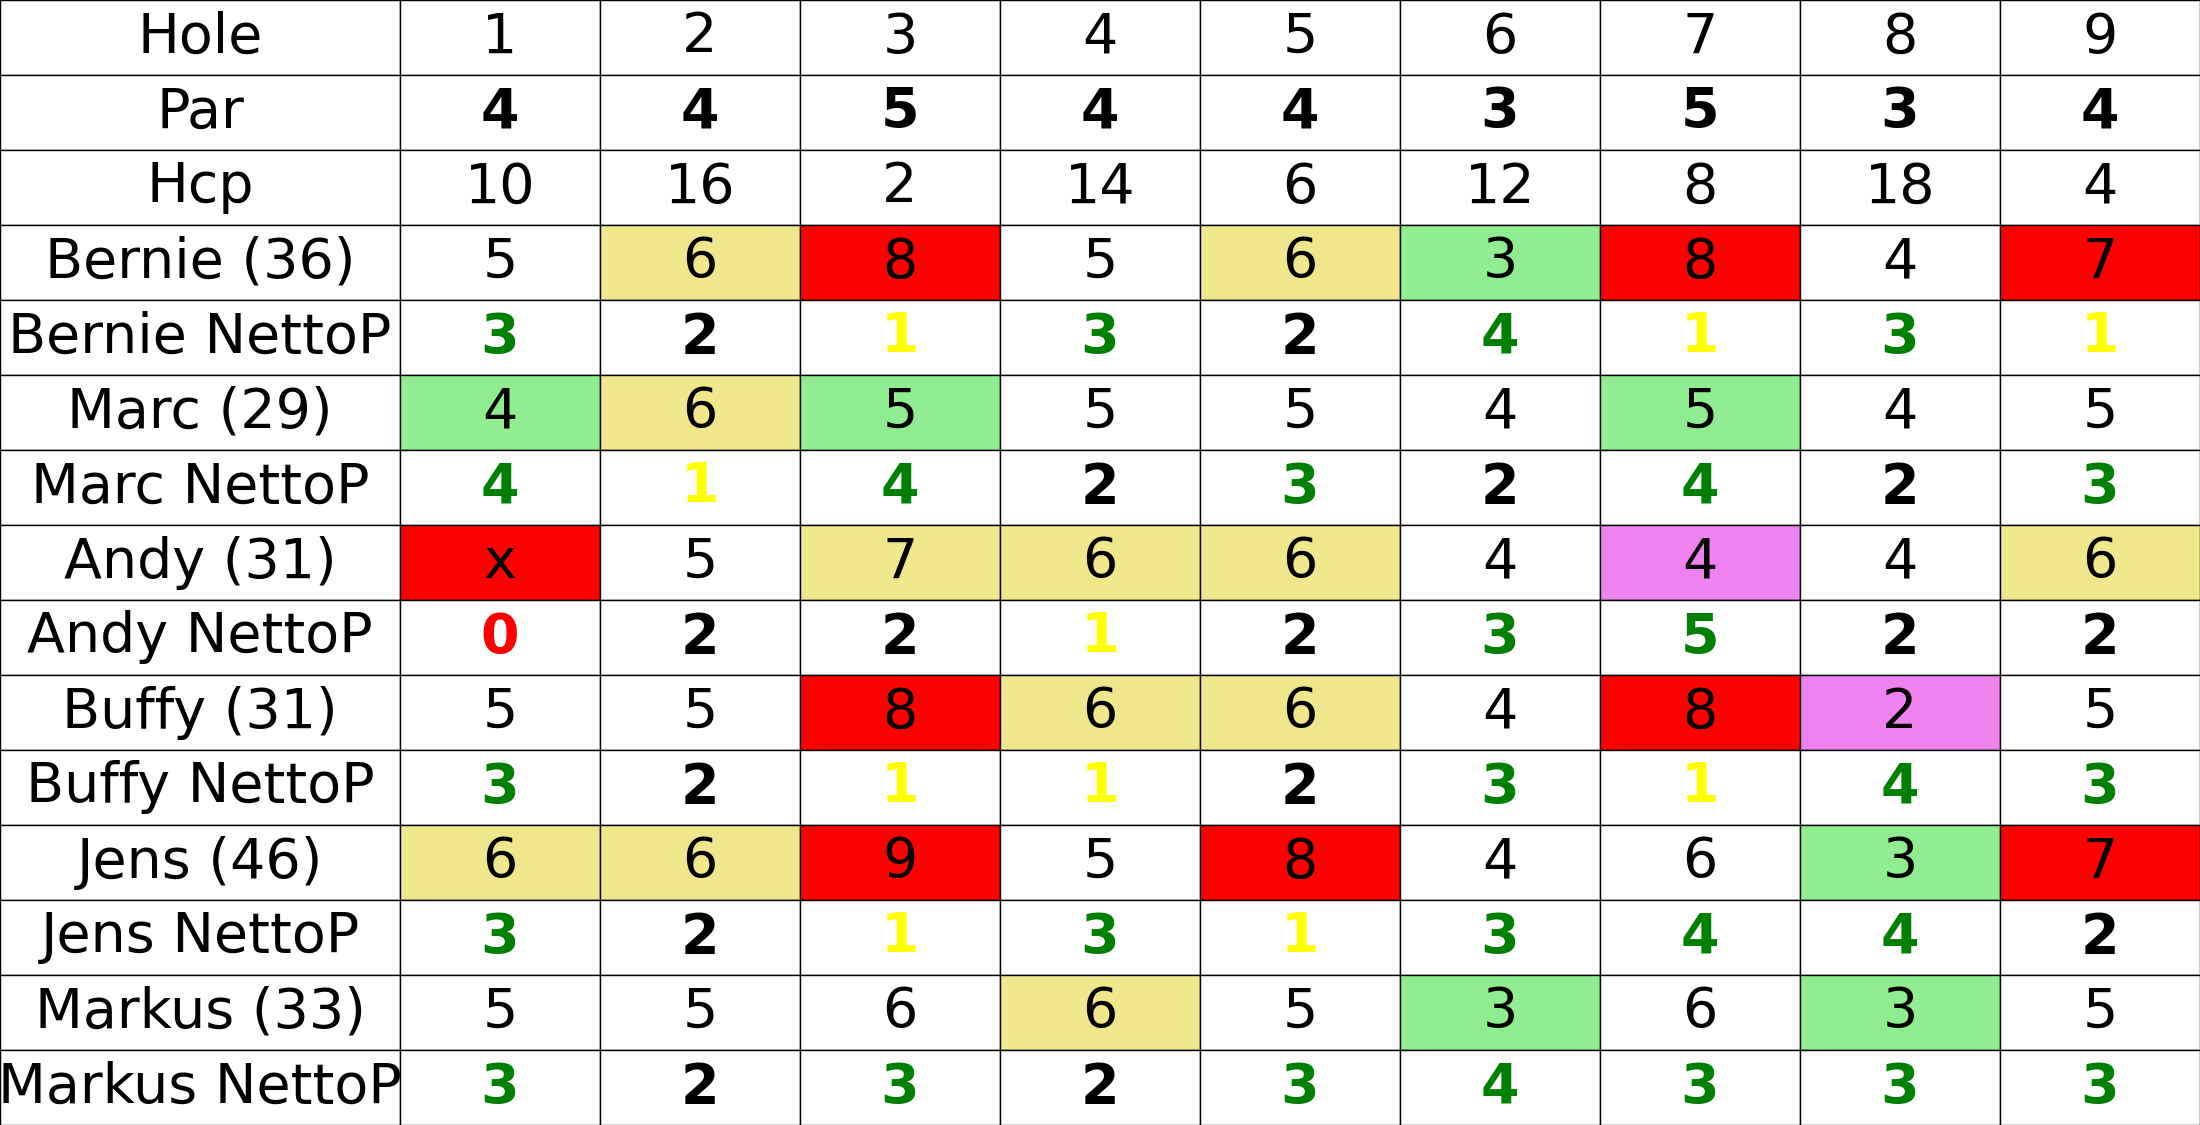 Hole 1 2 3 4 5 6 7 8 9
Par 4 4 5 4 4 3 5 3 4
Hcp 10 16 2 14 6 12 8 18 4
Bernie (36) 5 6 8 5 6 3 8 4 7
Bernie NettoP 3 2 1 3 2 4 1 3 1
Marc (29) 4 6 5 5 5 4 5 4 5
Marc NettoP 4 1 4 2 3 2 4 2 3
Andy (31) x 5 7 6 6 4 4 4 6
Andy NettoP 0 2 2 1 2 3 5 2 2
Buffy (31) 5 5 8 6 6 4 8 2 5
Buffy NettoP 3 2 1 1 2 3 1 4 3
Jens (46) 6 6 9 5 8 4 6 3 7
Jens NettoP 3 2 1 3 1 3 4 4 2
Markus (33) 5 5 6 6 5 3 6 3 5
Markus NettoP 3 2 3 2 3 4 3 3 3